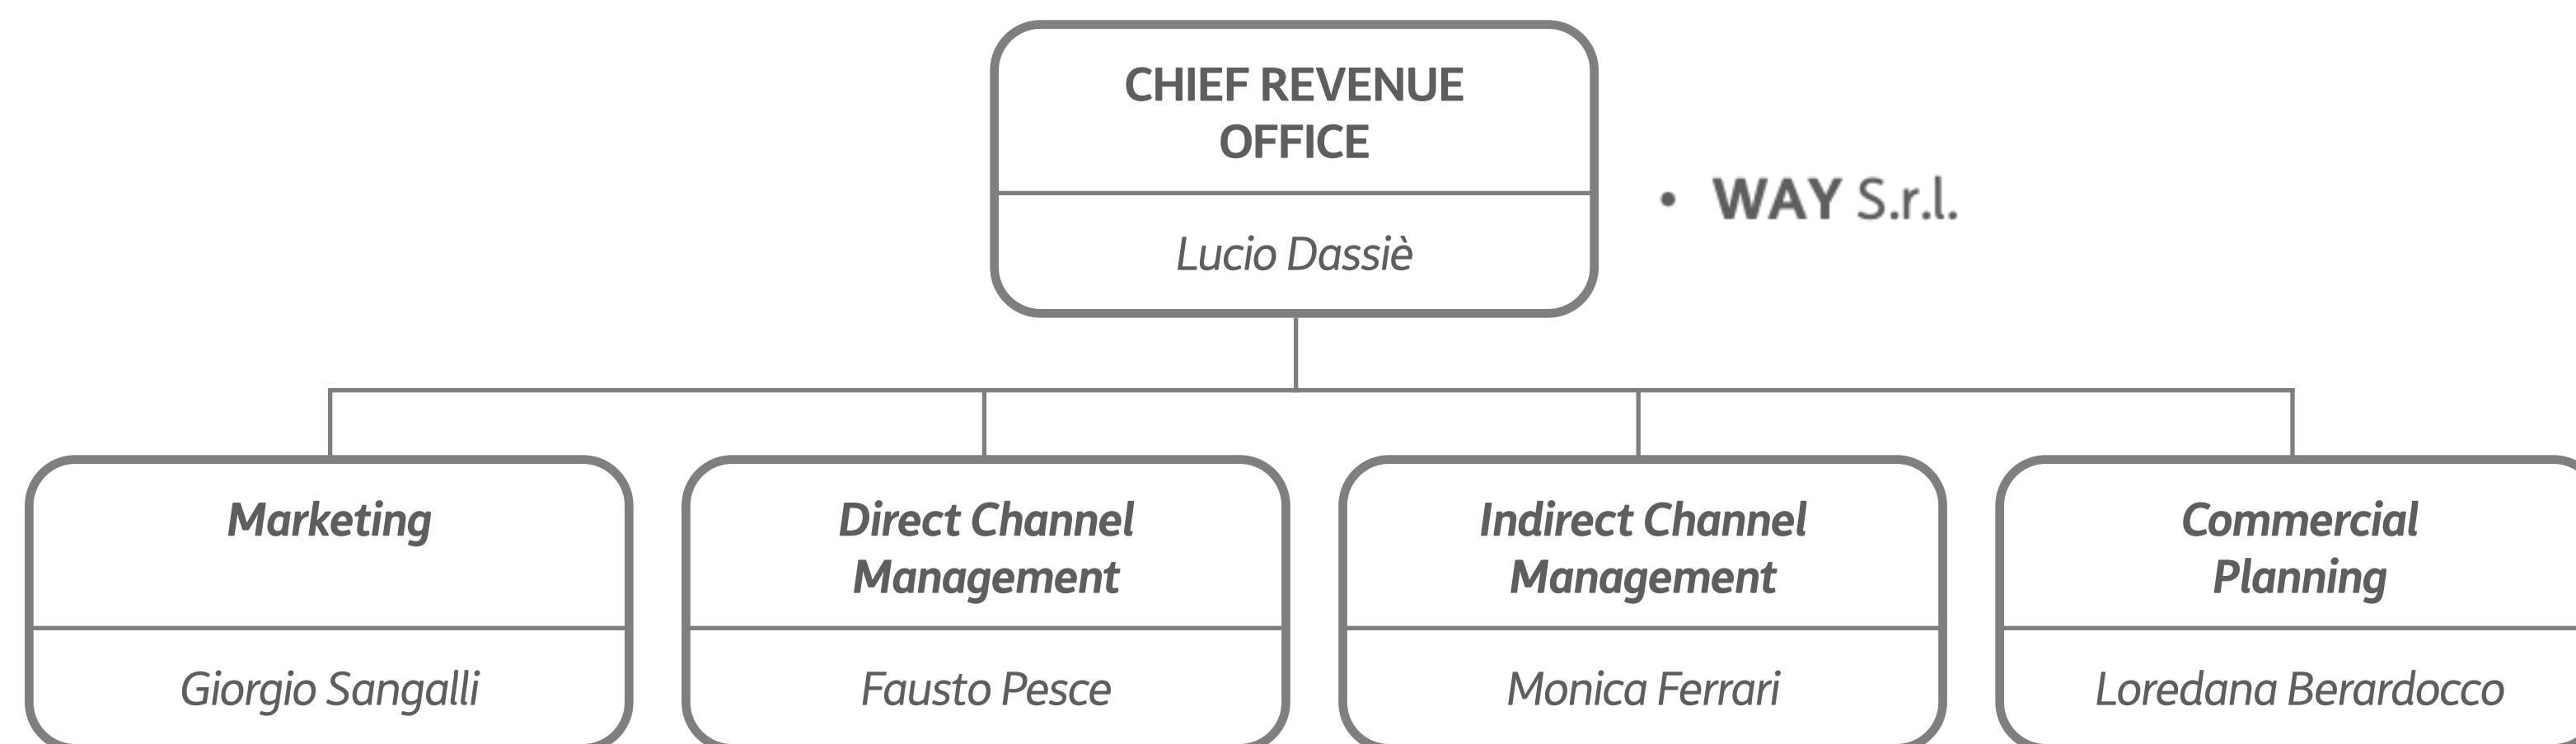 CHIEF REVENUE
OFFICE
Lucio Dassiè
• WAY S.r.l.
Marketing
Giorgio Sangalli
Direct Channel
Management
Fausto Pesce
Indirect Channel
Management
Monica Ferrari
Commercial
Planning
Loredana Berardocco